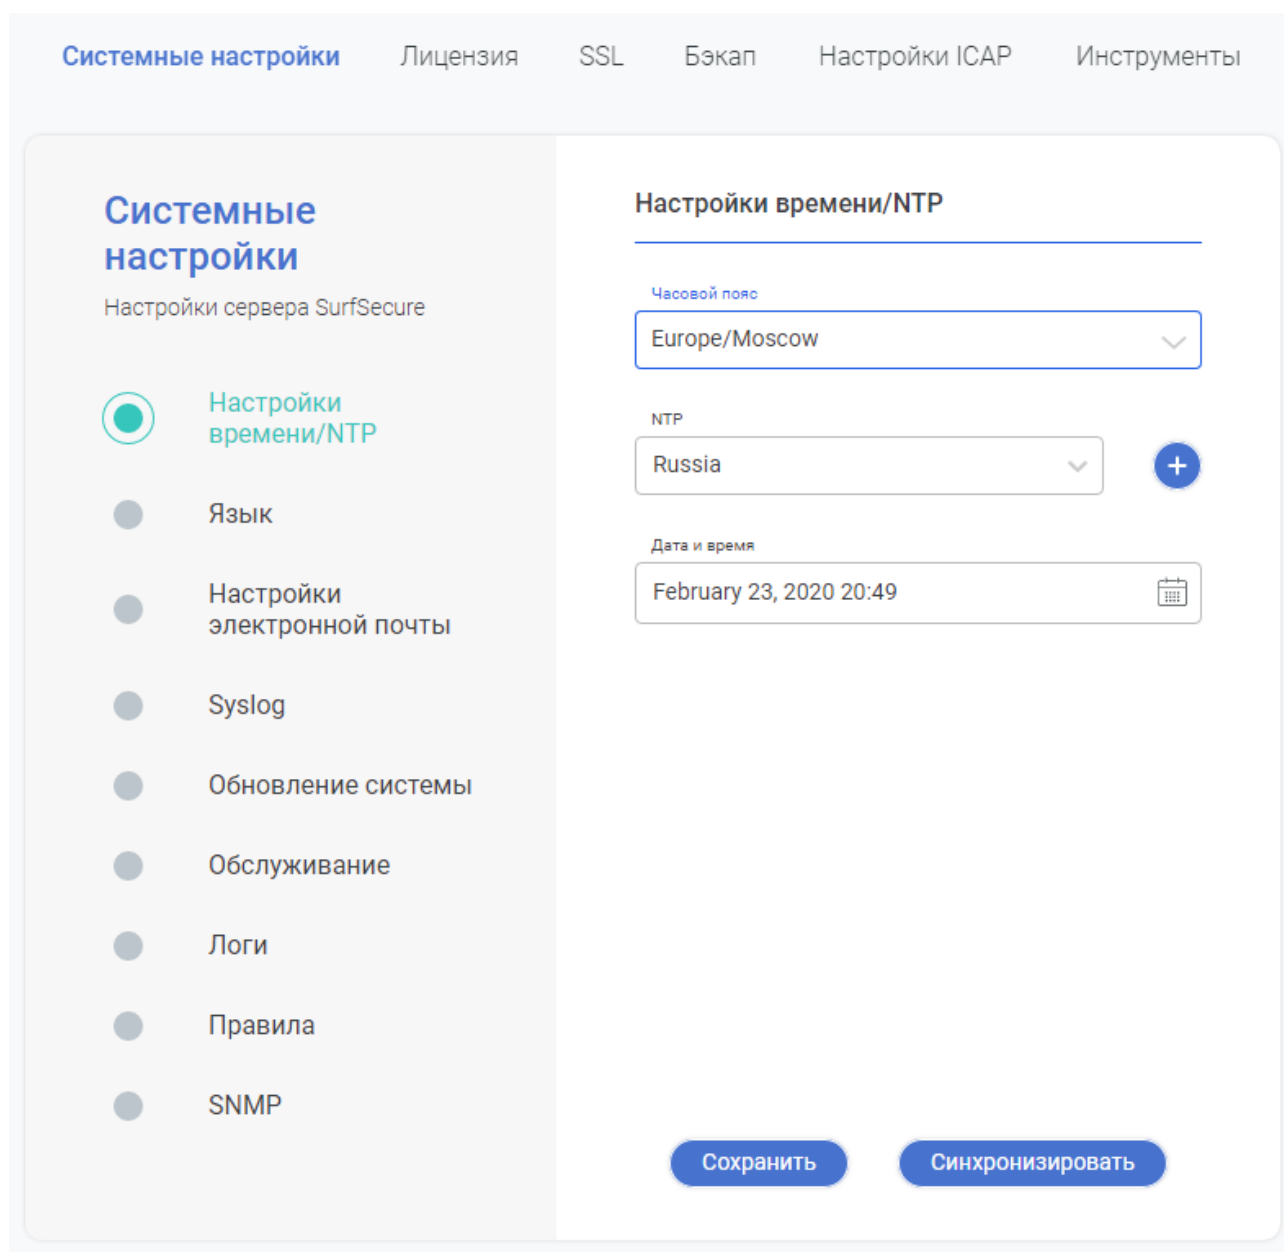 Системные настройки Лицензия SSL Бэкап Настройки ICAP Инструменты
Системные
настройки
Настройки сервера SurfSecure
Настройки
времени/NTP
Язык
Настройки
электронной почты
Syslog
Обновление системы
Обслуживание
Логи
Правила
SNMP
Настройки времени/NTP
Часовой пояс
Europe/Moscow
NTP
Russia
Дата и время
February 23, 2020 20:49
Сохранить Синхронизировать